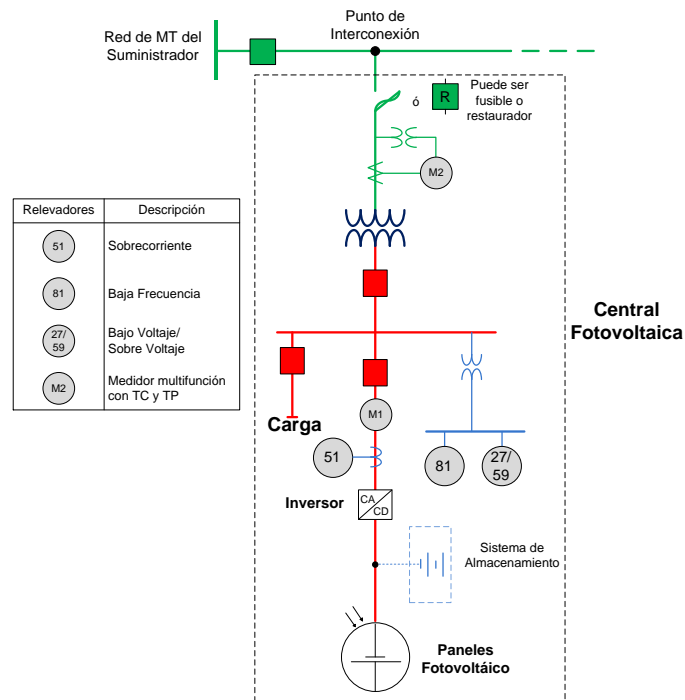 Punto de
Interconexión
Red de MT del
Suministrador
ó
R
Puede ser
fusible o
restaurador
M2
Relevadores
Descripción
51
Sobrecorriente
81
Baja Frecuencia
27/
59
Bajo Voltaje/
Sobre Voltaje
M2
Medidor multifunción
con TC y TP
Central
Fotovoltaica
M1
Carga
51
81
27/
59
Inversor
CA
CD
Sistema de
Almacenamiento
Paneles
Fotovoltáico